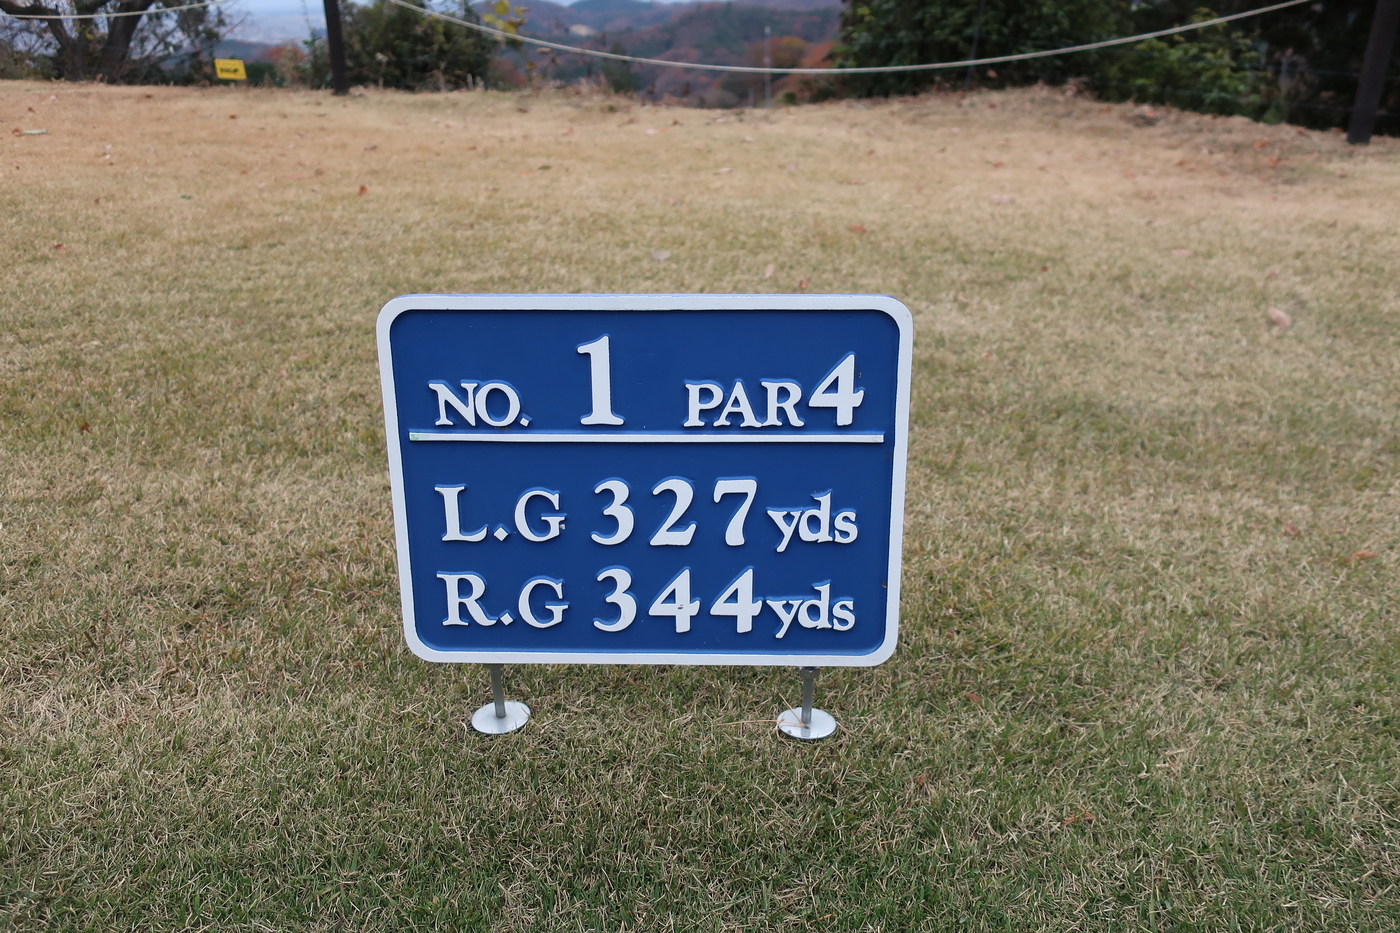 NO. 1 PAR 4
L.G 327 yds
R.G 344 yds